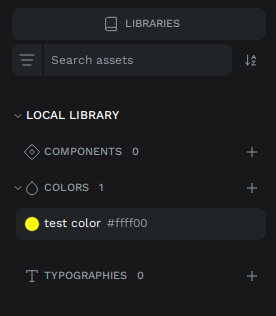 LIBRARIES
Search assets
LOCAL LIBRARY
COMPONENTS 0
COLORS 1
test color #ffff00
TYPOGRAPHIES 0